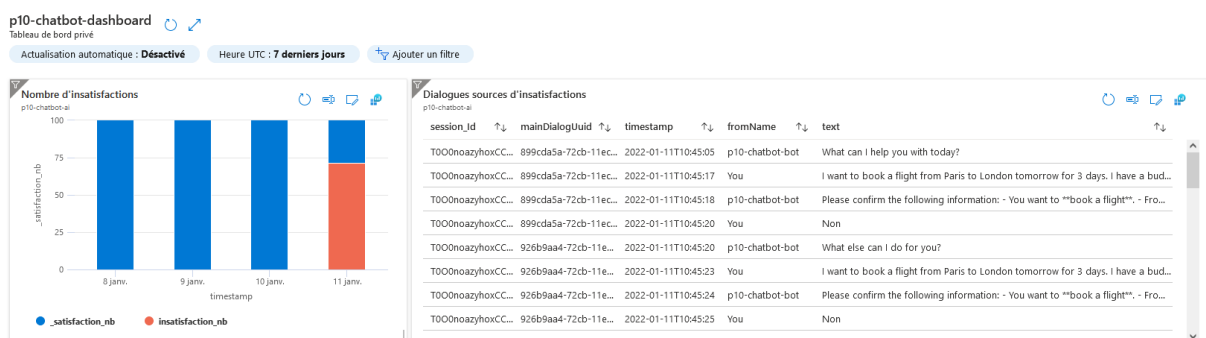 p10-chatbot-dashboard
Tableau de bord privé
Actualisation automatique : Désactivé Heure UTC : 7 derniers jours Ajouter un filtre
Nombre d'insatisfactions
p10-chatbot-ai
100
75
50
25
0
_satisfaction_nb
8 janv. 9 janv. 10 janv. 11 janv.
timestamp
_satisfaction_nb insatisfaction_nb
Dialogues sources d'insatisfactions
p10-chatbot-ai
session_Id mainDialogUuid timestamp fromName text
T0O0noazyhoxCC... 899cda5a-72cb-11ec... 2022-01-11T10:45:05 p10-chatbot-bot What can I help you with today?
T0O0noazyhoxCC... 899cda5a-72cb-11ec... 2022-01-11T10:45:17 You I want to book a flight from Paris to London tomorrow for 3 days. I have a bud...
T0O0noazyhoxCC... 899cda5a-72cb-11ec... 2022-01-11T10:45:18 p10-chatbot-bot Please confirm the following information: - You want to **book a flight**. - Fro...
T0O0noazyhoxCC... 899cda5a-72cb-11ec... 2022-01-11T10:45:20 You Non
T0O0noazyhoxCC... 926b9aa4-72cb-11e... 2022-01-11T10:45:20 p10-chatbot-bot What else can I do for you?
T0O0noazyhoxCC... 926b9aa4-72cb-11e... 2022-01-11T10:45:23 You I want to book a flight from Paris to London tomorrow for 3 days. I have a bud...
T0O0noazyhoxCC... 926b9aa4-72cb-11e... 2022-01-11T10:45:24 p10-chatbot-bot Please confirm the following information: - You want to **book a flight**. - Fro...
T0O0noazyhoxCC... 926b9aa4-72cb-11e... 2022-01-11T10:45:25 You Non